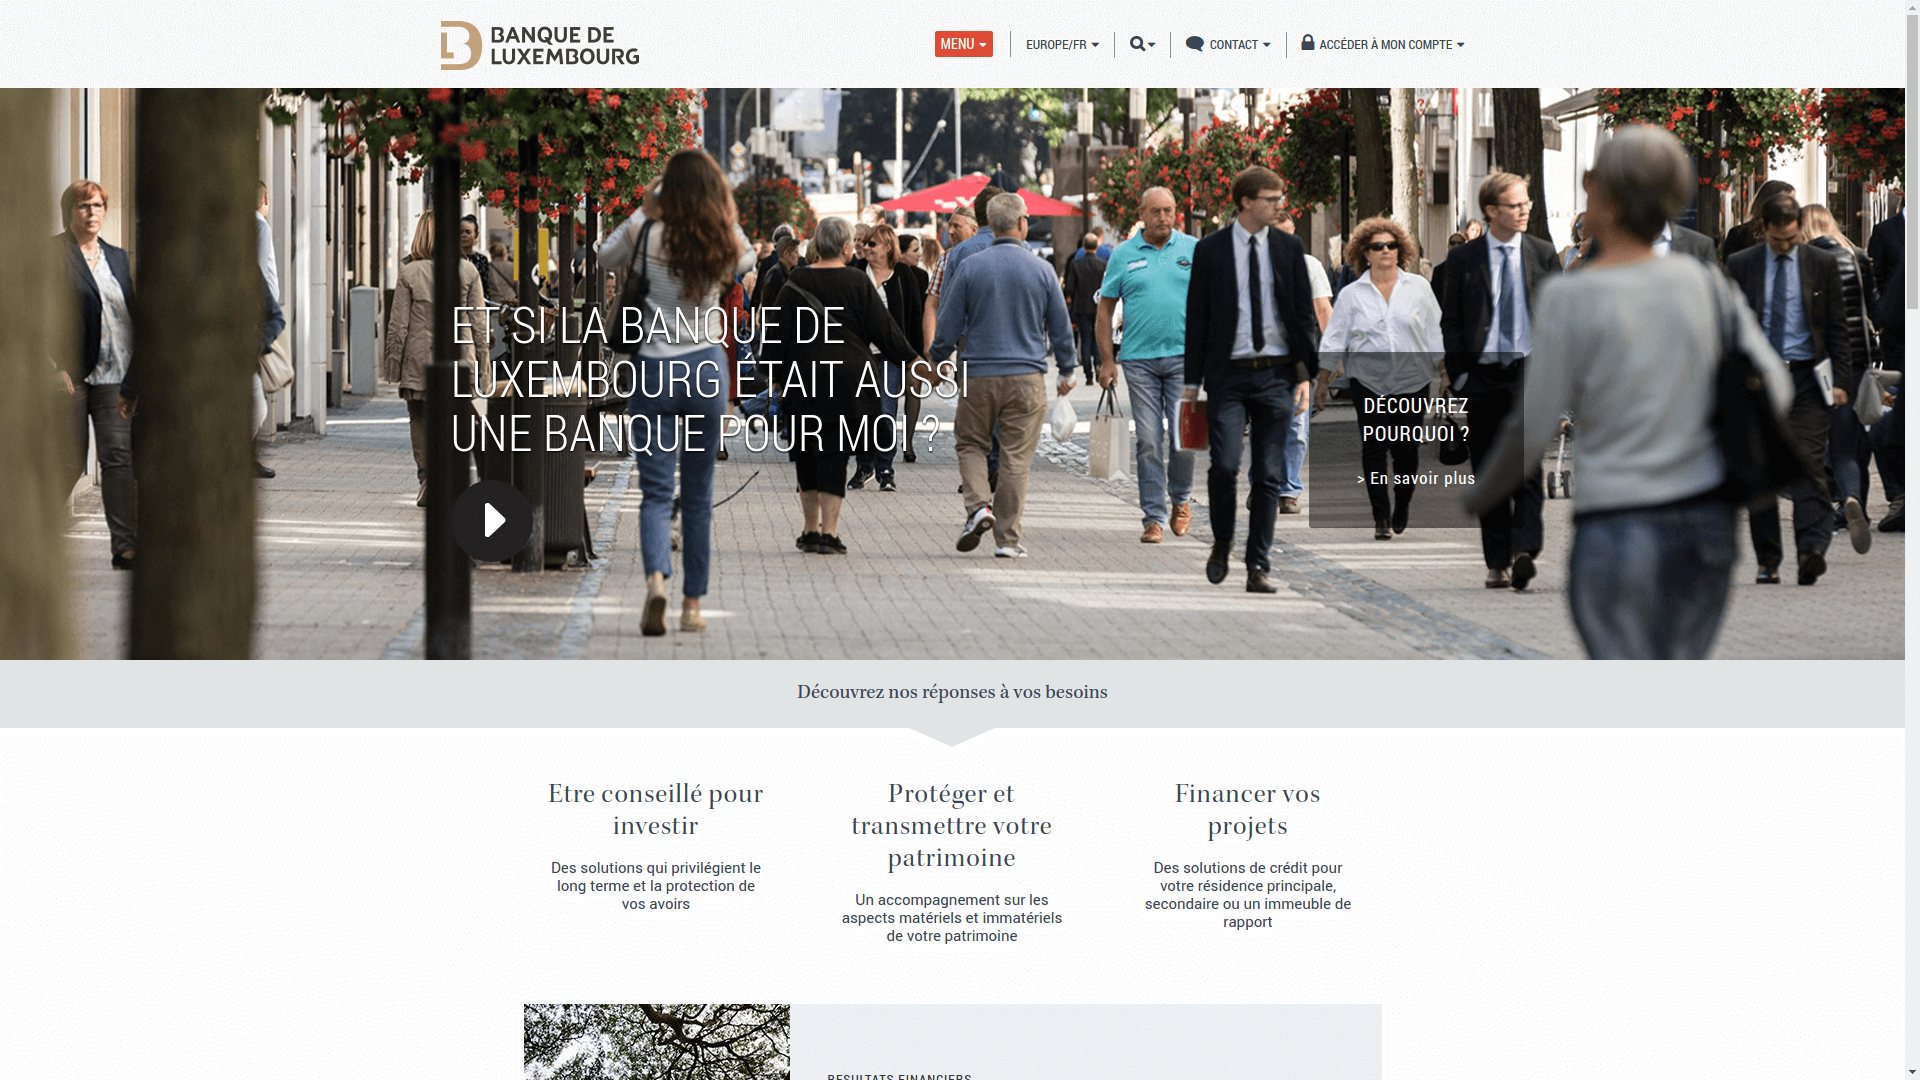 BANQUE DE
LUXEMBOURG
MENU
EUROPE/FR
CONTACT
ACCÉDER À MON COMPTE
ET SI LA BANQUE DE
LUXEMBOURG ÉTAIT AUSSI
UNE BANQUE POUR MOI ?
DÉCOUVREZ
POURQUOI ?
> En savoir plus
Découvrez nos réponses à vos besoins
Etre conseillé pour
investir
Des solutions qui privilégient le
long terme et la protection de
vos avoirs
Protéger et
transmettre votre
patrimoine
Un accompagnement sur les
aspects matériels et immatériels
de votre patrimoine
Financer vos
projets
Des solutions de crédit pour
votre résidence principale,
secondaire ou un immeuble de
rapport
RESULTATS FINANCIERS